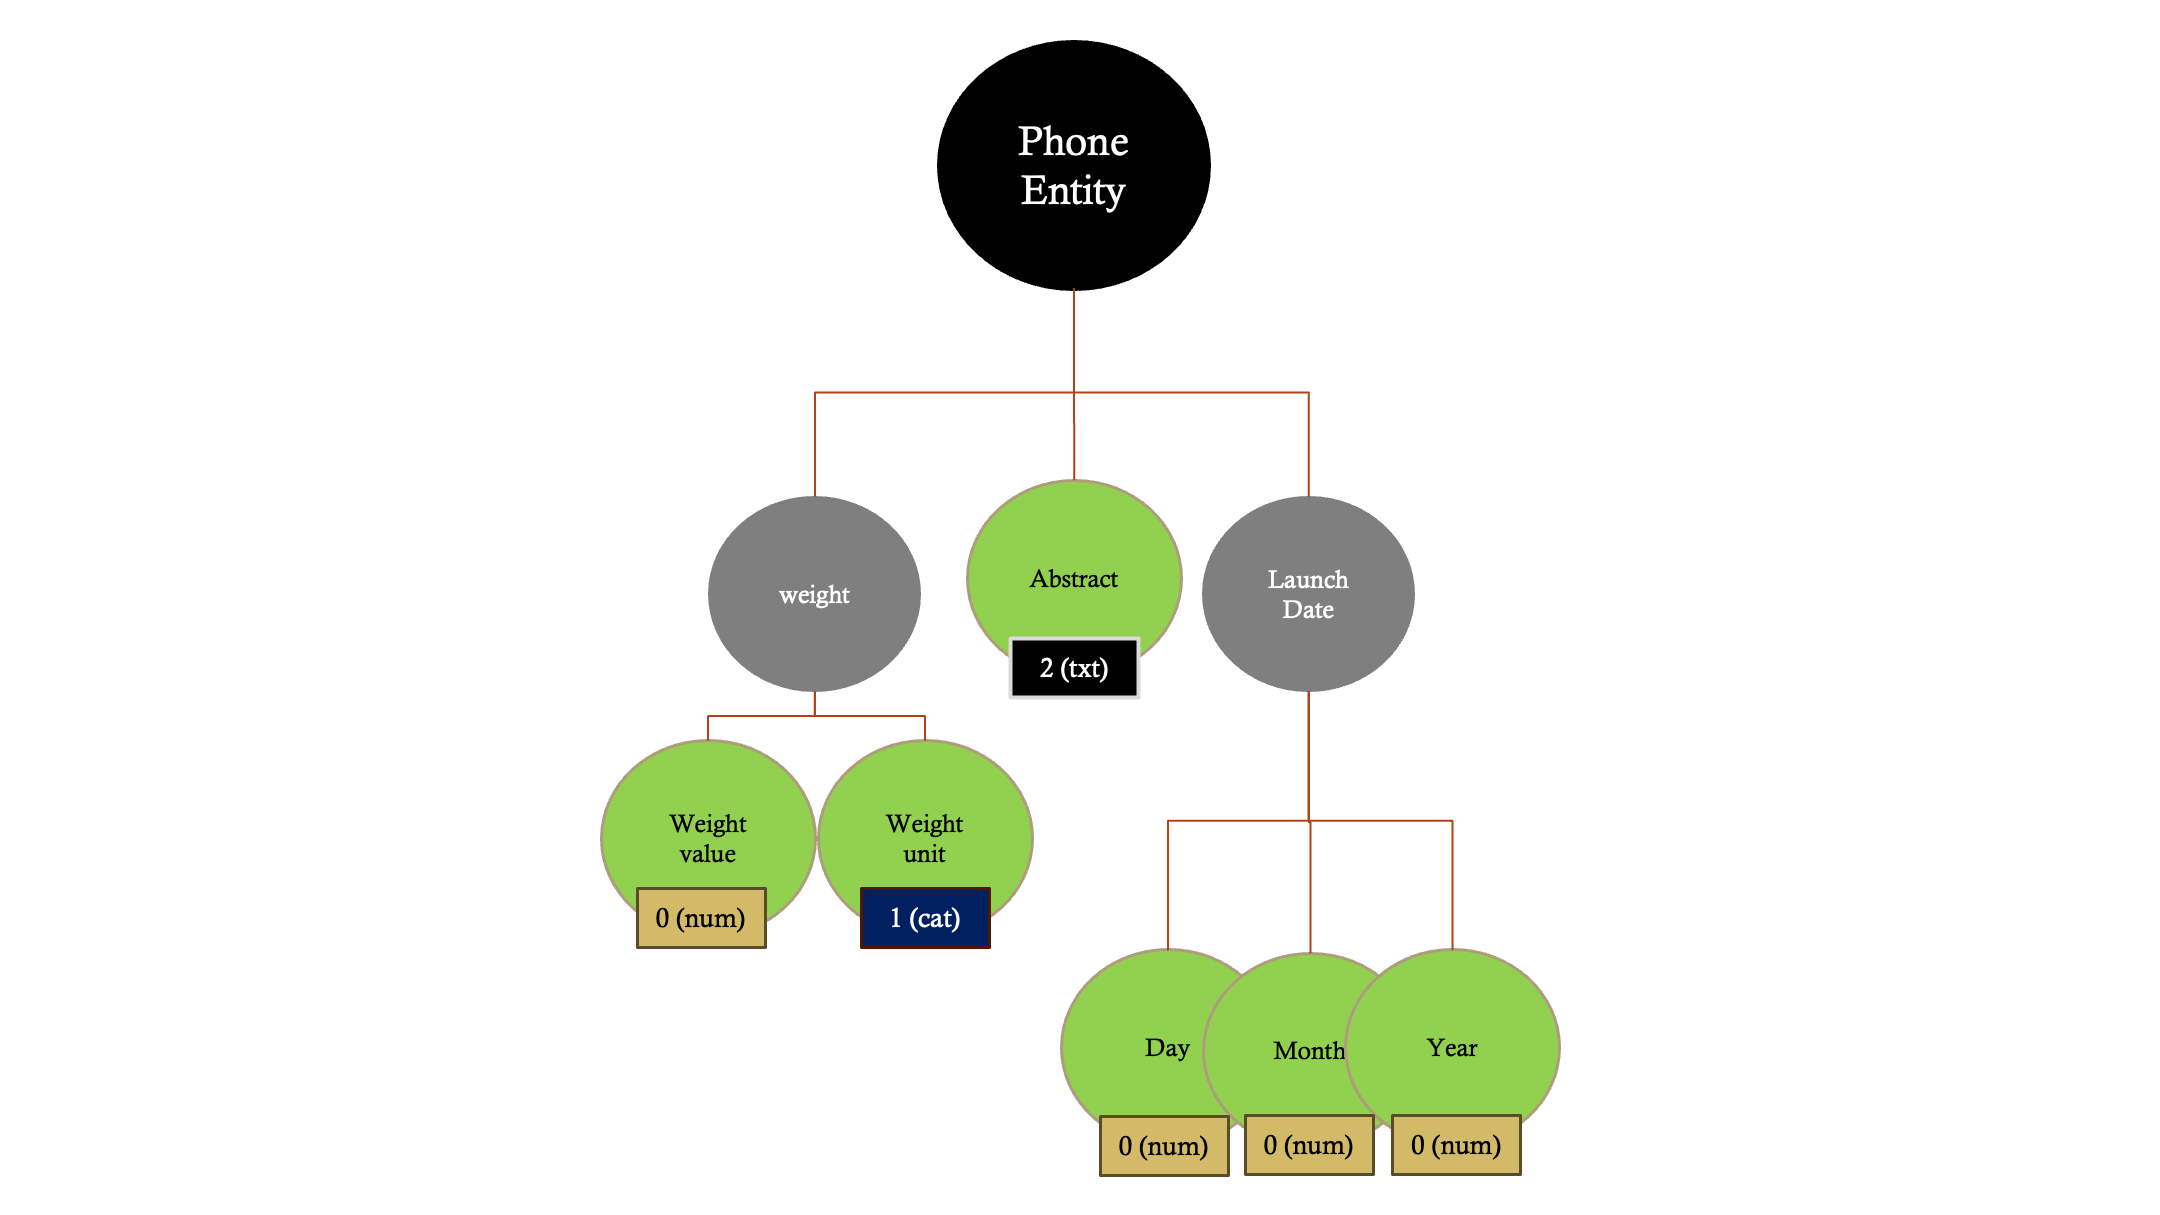 Phone
Entity
weight
Abstract
2 (txt)
Launch
Date
Weight
value
0 (num)
Weight
unit
1 (cat)
Day
0 (num)
Month
0 (num)
Year
0 (num)